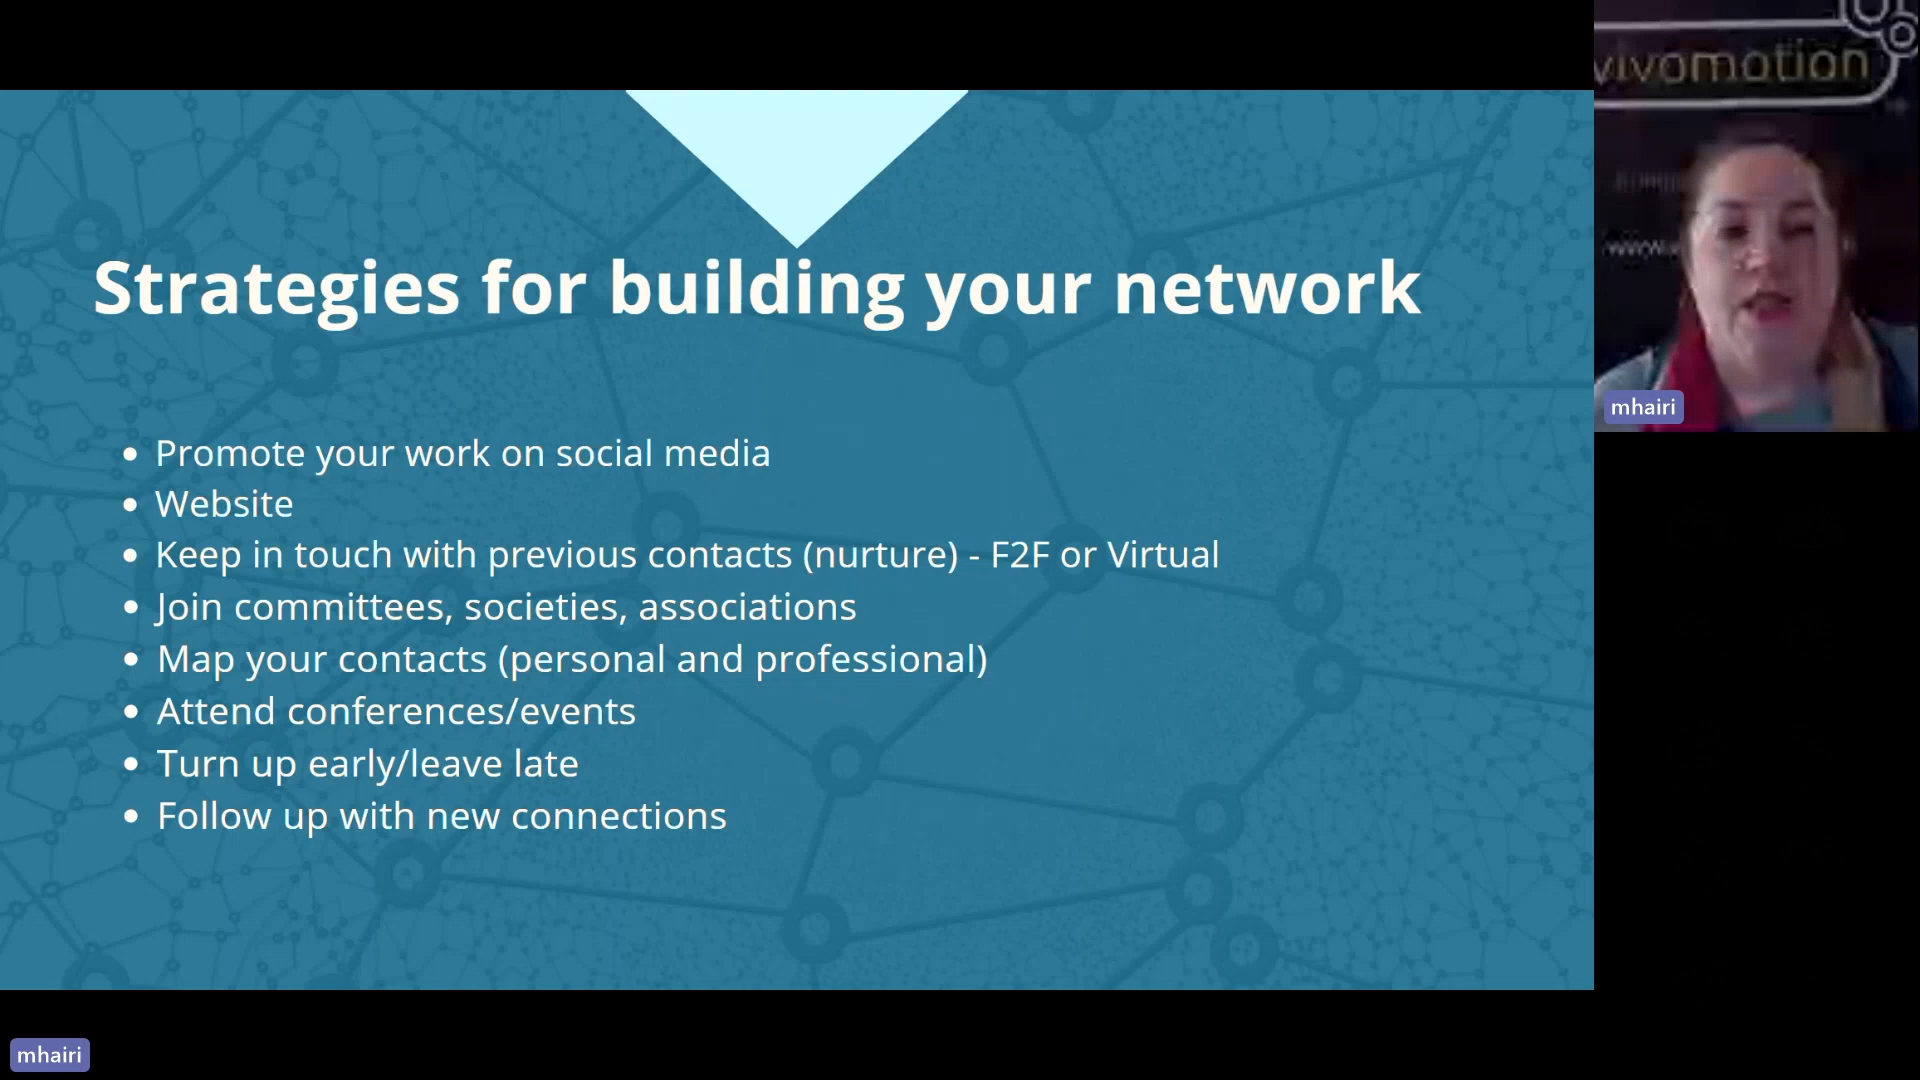 Strategies for building your network
Promote your work on social media
Website
Keep in touch with previous contacts (nurture) - F2F or Virtual
Join committees, societies, associations
Map your contacts (personal and professional)
Attend conferences/events
Turn up early/leave late
Follow up with new connections
vivomotion
mhairi
mhairi